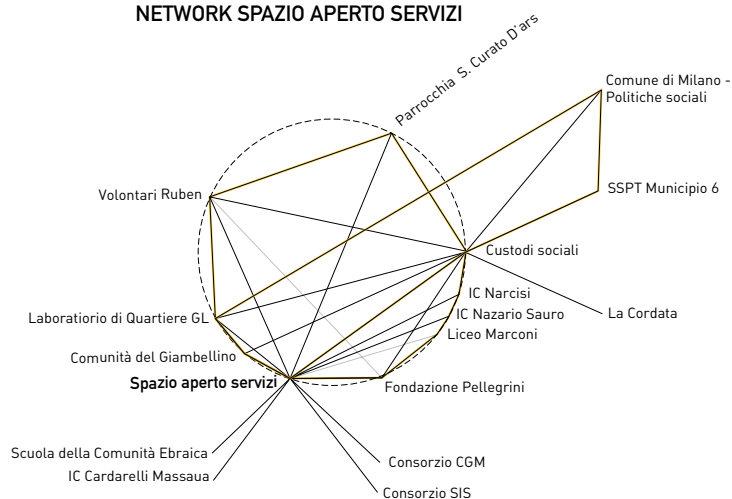 NETWORK SPAZIO APERTO SERVIZI
Parrocchia S. Curato D'ars
Comune di Milano -
Politiche sociali
Volontari Ruben
SSPT Municipio 6
Custodi sociali
IC Narcisi
IC Nazario Sauro
La Cordata
Laboratiorio di Quartiere GL
Liceo Marconi
Comunità del Giambellino
Spazio aperto servizi
Fondazione Pellegrini
Scuola della Comunità Ebraica
Consorzio CGM
IC Cardarelli Massaua
Consorzio SIS